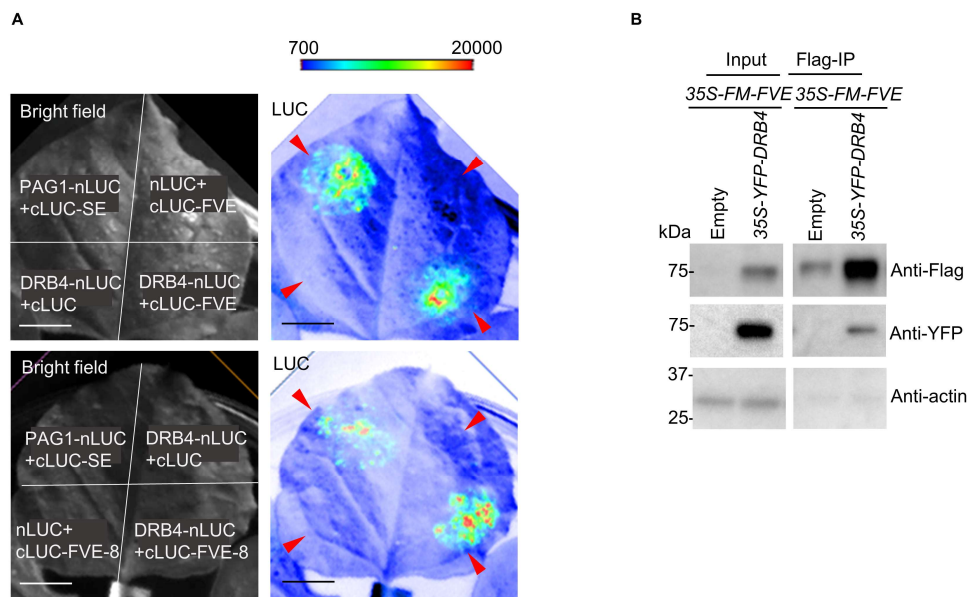 A
700 20000
Bright field
PAG1-nLUC
+cLUC-SE
nLUC+
cLUC-FVE
DRB4-nLUC
+cLUC
DRB4-nLUC
+cLUC-FVE
LUC
Bright field
PAG1-nLUC
+cLUC-SE
DRB4-nLUC
+cLUC
nLUC+
cLUC-FVE-8
DRB4-nLUC
+cLUC-FVE-8
LUC
B
Input Flag-IP
35S-FM-FVE 35S-FM-FVE
Empty
35S-YFP-DRB4
Empty
35S-YFP-DRB4
kDa
75- Anti-Flag
75- Anti-YFP
37-
25-
Anti-actin